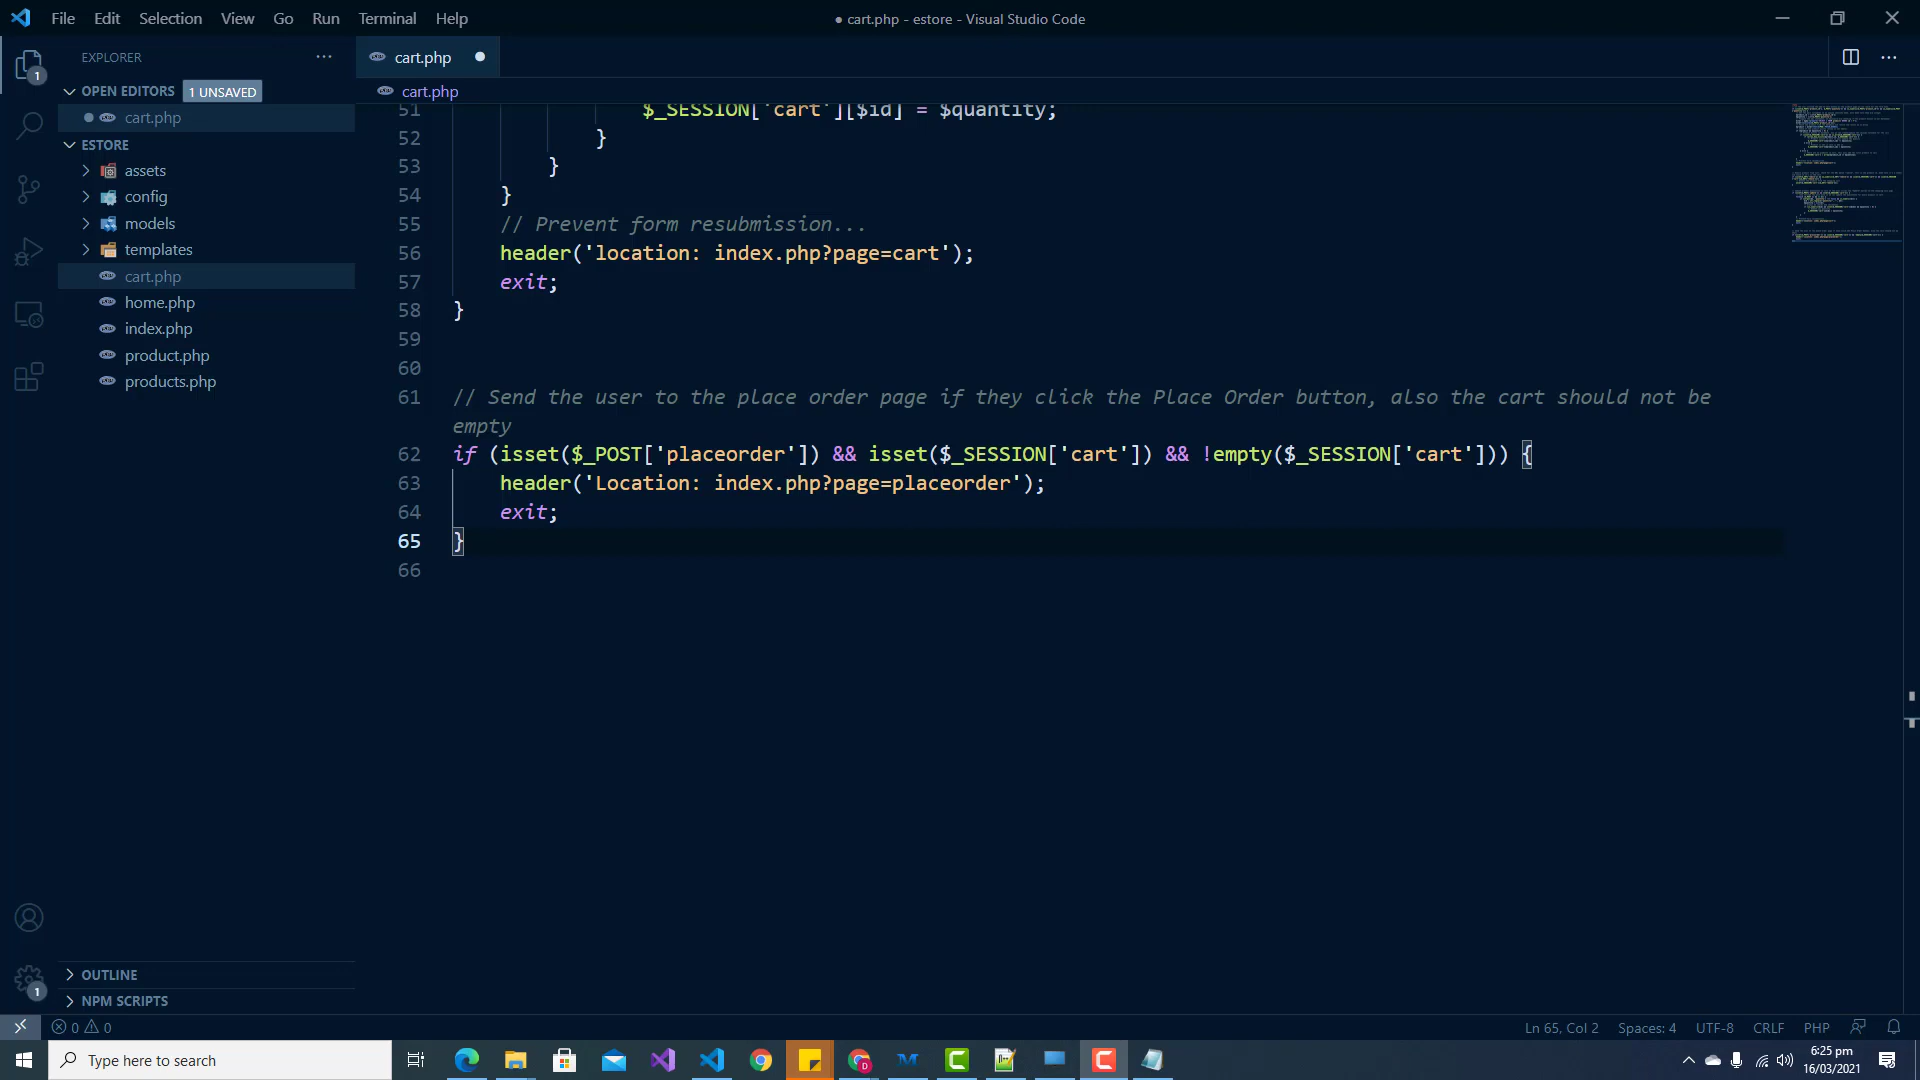 File Edit Selection View Go Run Terminal Help
● cart.php - estore - Visual Studio Code
EXPLORER
cart.php
1
OPEN EDITORS 1 UNSAVED
cart.php
cart.php
ESTORE
assets
config
models
templates
cart.php
home.php
index.php
product.php
products.php
51 $_SESSION['cart'][$id] = $quantity;
52 }
53 }
54 }
55 // Prevent form resubmission...
56 header('location: index.php?page=cart');
57 exit;
58 }
59
60
61 // Send the user to the place order page if they click the Place Order button, also the cart should not be
empty
62 if (isset($_POST['placeorder']) && isset($_SESSION['cart']) && !empty($_SESSION['cart'])) {
63 header('Location: index.php?page=placeorder');
64 exit;
65 }
66
OUTLINE
1
NPM SCRIPTS
0 0
Ln 65, Col 2 Spaces: 4 UTF-8 CRLF PHP
Type here to search
6:25 pm
16/03/2021